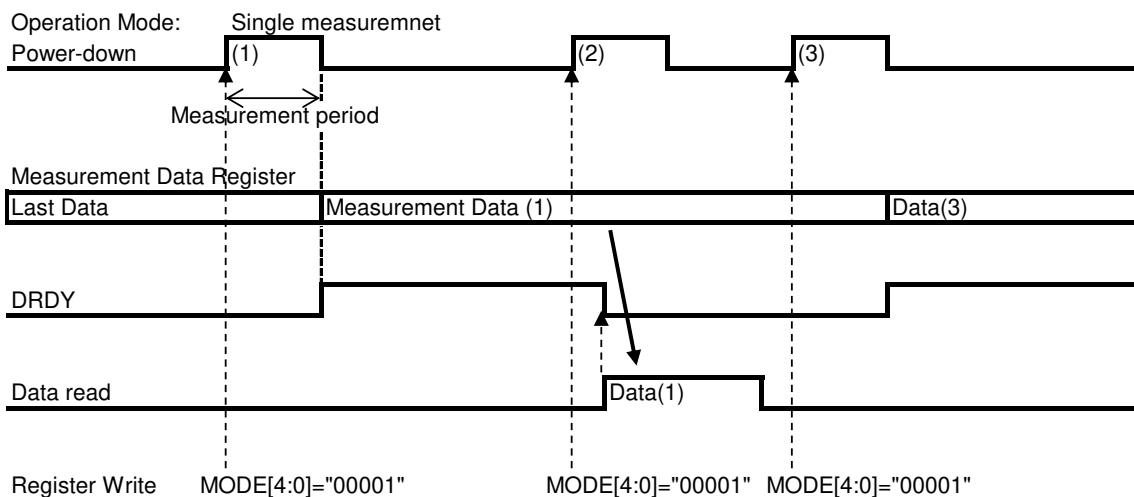 Operation Mode: Single measuremnet
Power-down (1) (2) (3)
Measurement period
Measurement Data Register
Last Data Measurement Data (1) Data(3)
DRDY
Data read Data(1)
Register Write MODE[4:0]="00001" MODE[4:0]="00001" MODE[4:0]="00001"